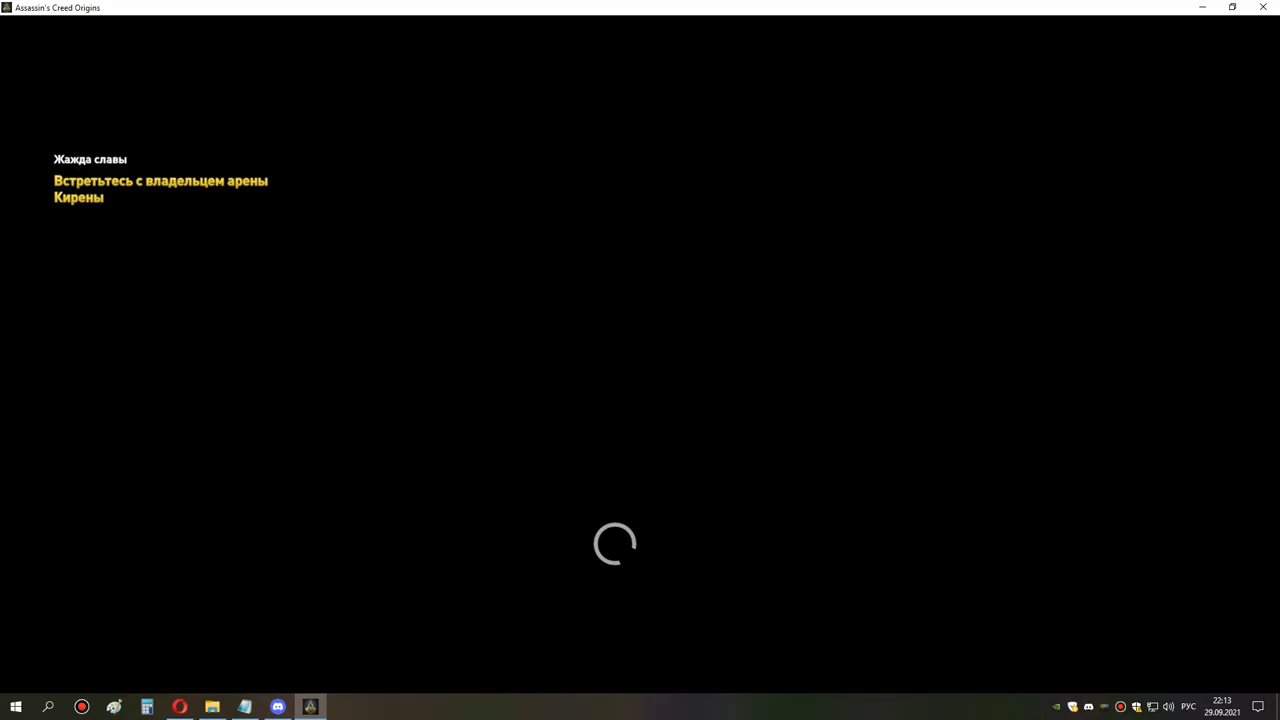 Assassin's Creed Origins
Жажда славы
Встретьтесь с владельцем арены
Кирены
РУС
22:13
29.09.2021